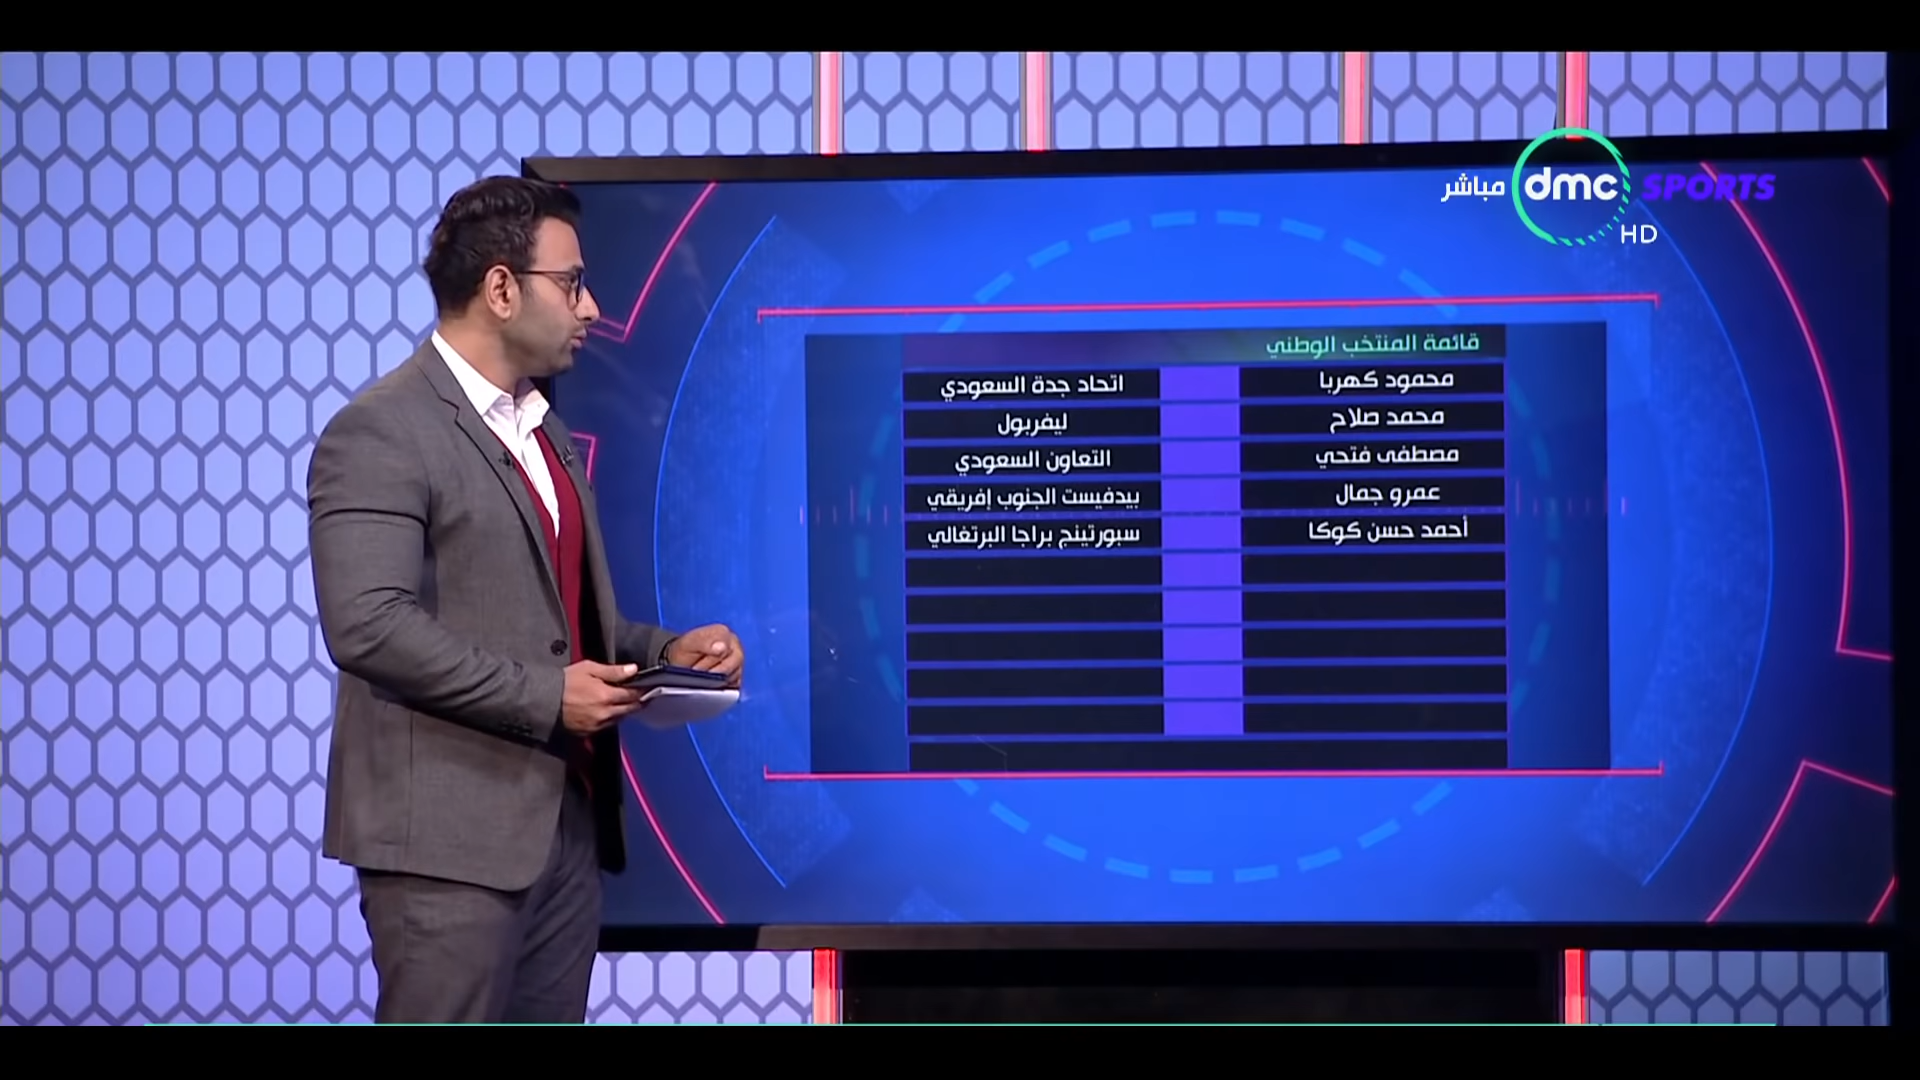 مباشر dmc SPORTS
HD
قائمة المنتخب الوطني
محمود كهربا اتحاد جدة السعودي
محمد صلاح ليفربول
مصطفى فتحي التعاون السعودي
عمرو جمال بيدفيست الجنوب إفريقي
أحمد حسن كوكا سبورتينج براجا البرتغالي